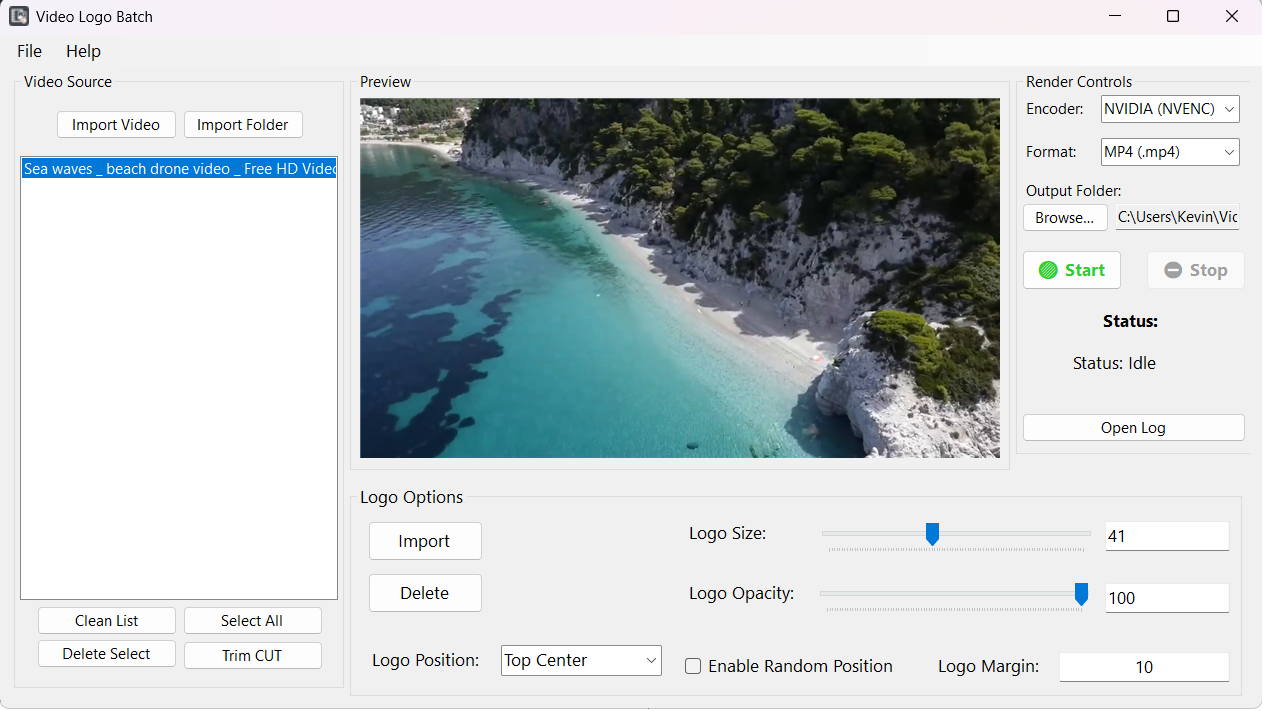 Video Logo Batch
File Help
Video Source
Import Video Import Folder
Sea waves _ beach drone video _ Free HD Video
Clean List Select All
Delete Select Trim CUT
Preview
Render Controls
Encoder: NVIDIA (NVENC)
Format: MP4 (.mp4)
Output Folder:
Browse... C:\Users\Kevin\Vic
Start Stop
Status:
Status: Idle
Open Log
Logo Options
Import
Delete
Logo Size: 41
Logo Opacity: 100
Logo Position: Top Center Enable Random Position Logo Margin: 10